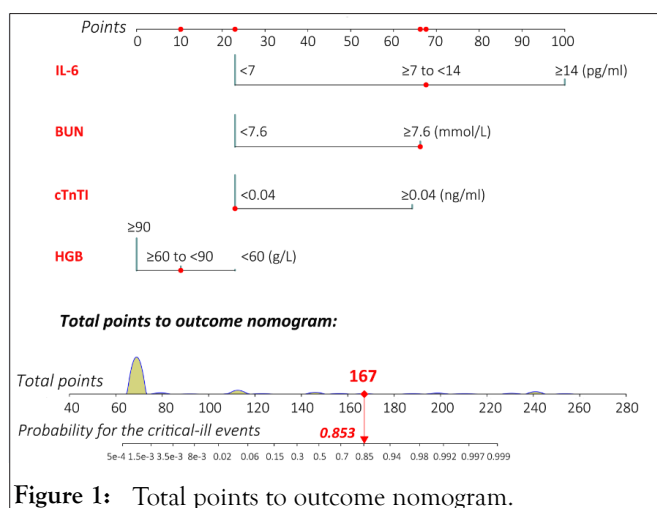 Points
0 10 20 30 40 50 60 70 80 90 100
IL-6 <7 ≥7 to <14 ≥14 (pg/ml)
BUN <7.6 ≥7.6 (mmol/L)
cTnTI <0.04 ≥0.04 (ng/ml)
≥90
HGB ≥60 to <90 <60 (g/L)
Total points to outcome nomogram:
167
Total points
40 60 80 100 120 140 160 180 200 220 240 260 280
Probability for the critical-ill events 0.853
5e-4 1.5e-3 3.5e-3 8e-3 0.02 0.06 0.15 0.3 0.5 0.7 0.85 0.94 0.98 0.992 0.997 0.999
Figure 1: Total points to outcome nomogram.